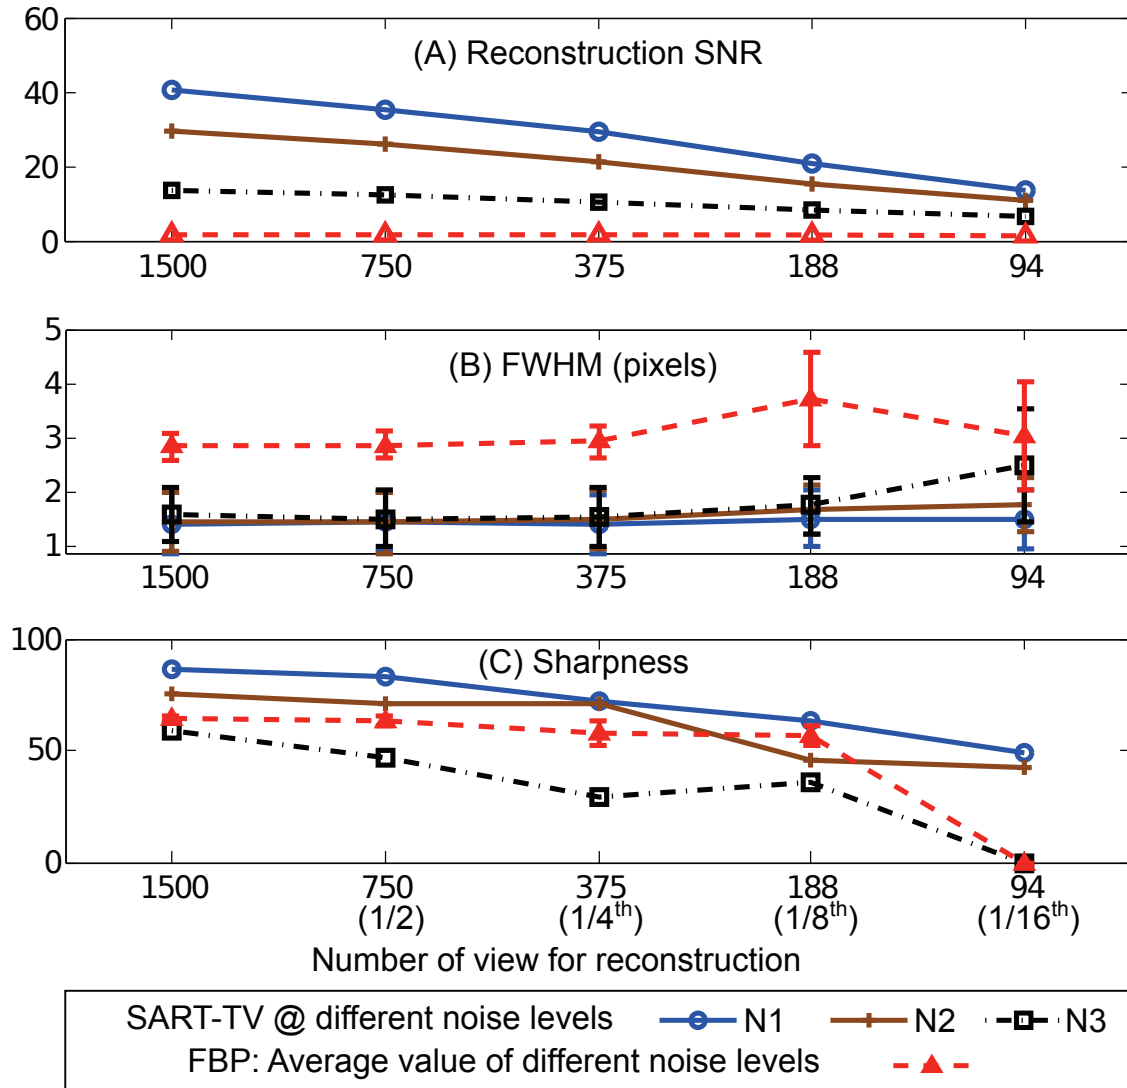 60
(A) Reconstruction SNR
40
20
0
1500 750 375 188 94
5
(B) FWHM (pixels)
4
3
2
1
1500 750 375 188 94
100
(C) Sharpness
50
0
1500 750 375 188 94
(1/2) (1/4th) (1/8th) (1/16th)
Number of view for reconstruction
SART-TV @ different noise levels N1 N2 N3
FBP: Average value of different noise levels